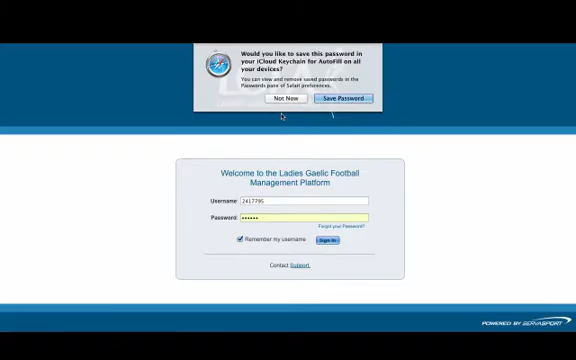 Would you like to save this password in
your iCloud Keychain for AutoFill on all
your devices?
You can view and remove saved passwords in the
Passwords pane of Safari preferences.
Not Now
Save Password
Welcome to the Ladies Gaelic Football
Management Platform
Username:
2417795
Password:
••••••
Forgot your Password?
Remember my username
Sign In
Contact Support.
POWERED BY SERVASPORT